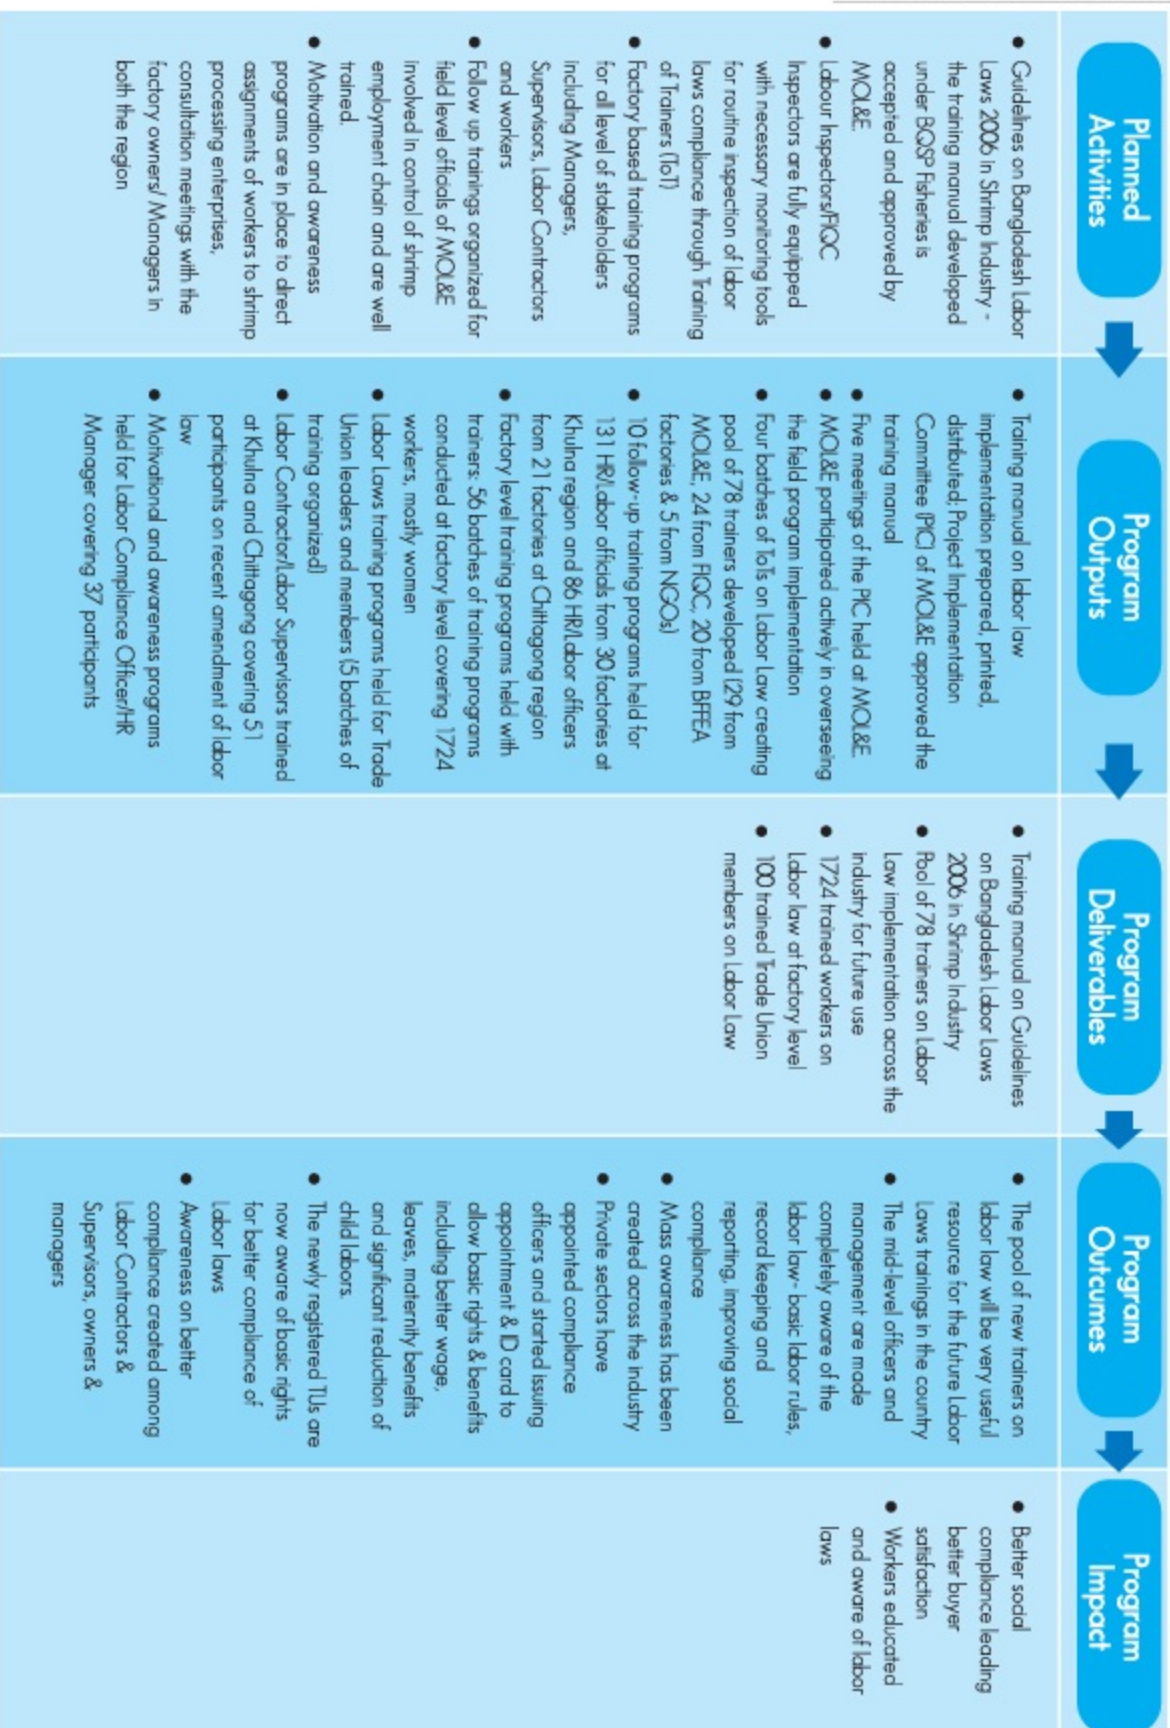 Planned
Activities
Guidelines on Bangladesh Labor
Laws 2006 in Shrimp Industry -
the training manual developed
under BQSP Fisheries is
accepted and approved by
MOL&E
Labour Inspectors/FIQC
Inspectors are fully equipped
with necessary monitoring tools
for routine inspection of labor
laws compliance through Training
of Trainers (ToT)
Factory based training programs
for all level of stakeholders
including Managers,
Supervisors, Labor Contractors
and workers
Follow up trainings organized for
field level officials of MOL&E
involved in control of shrimp
employment chain and are well
trained.
Motivation and awareness
programs are in place to direct
assignments of workers to shrimp
processing enterprises,
consultation meetings with the
factory owners/ Managers in
both the region
Program
Outputs
Training manual on labor law
implementation prepared, printed,
distributed; Project Implementation
Committee (PIC) of MOL&E approved the
training manual
Five meetings of the PIC held at MOL&E
MOL&E participated actively in overseeing
the field program implementation
Four batches of ToTs on Labor Law creating
pool of 78 trainers developed (29 from
MOL&E, 24 from FIQC, 20 from BFFEA
factories & 5 from NGOs)
10 follow-up training programs held for
131 HR/Labor officials from 30 factories at
Khulna region and 86 HR/Labor officers
from 21 factories at Chittagong region
Factory level training programs held with
trainers: 56 batches of training programs
conducted at factory level covering 1724
workers, mostly women
Labor Laws training programs held for Trade
Union leaders and members (5 batches of
training organized)
Labor Contractor/Labor Supervisors trained
at Khulna and Chittagong covering 51
participants on recent amendment of labor
law
Motivational and awareness programs
held for Labor Compliance Officer/HR
Manager covering 37 participants
Program
Deliverables
Training manual on Guidelines
on Bangladesh Labor Laws
2006 in Shrimp Industry
Pool of 78 trainers on Labor
Law implementation across the
industry for future use
1724 trained workers on
Labor law at factory level
100 trained Trade Union
members on Labor Law
Program
Outcumes
The pool of new trainers on
labor law will be very useful
resource for the future Labor
Laws trainings in the country
The mid-level officers and
management are made
completely aware of the
labor law- basic labor rules,
record keeping and
reporting, improving social
compliance
Mass awareness has been
created across the industry
Private sectors have
appointed compliance
officers and started issuing
appointment & ID card to
allow basic rights & benefits
including better wage,
leaves, maternity benefits
and significant reduction of
child labors.
The newly registered TUs are
now aware of basic rights
for better compliance of
Labor laws
Awareness on better
compliance created among
Labor Contractors &
Supervisors, owners &
managers
Program
Impact
Better social
compliance leading
better buyer
satisfaction
Workers educated
and aware of labor
laws